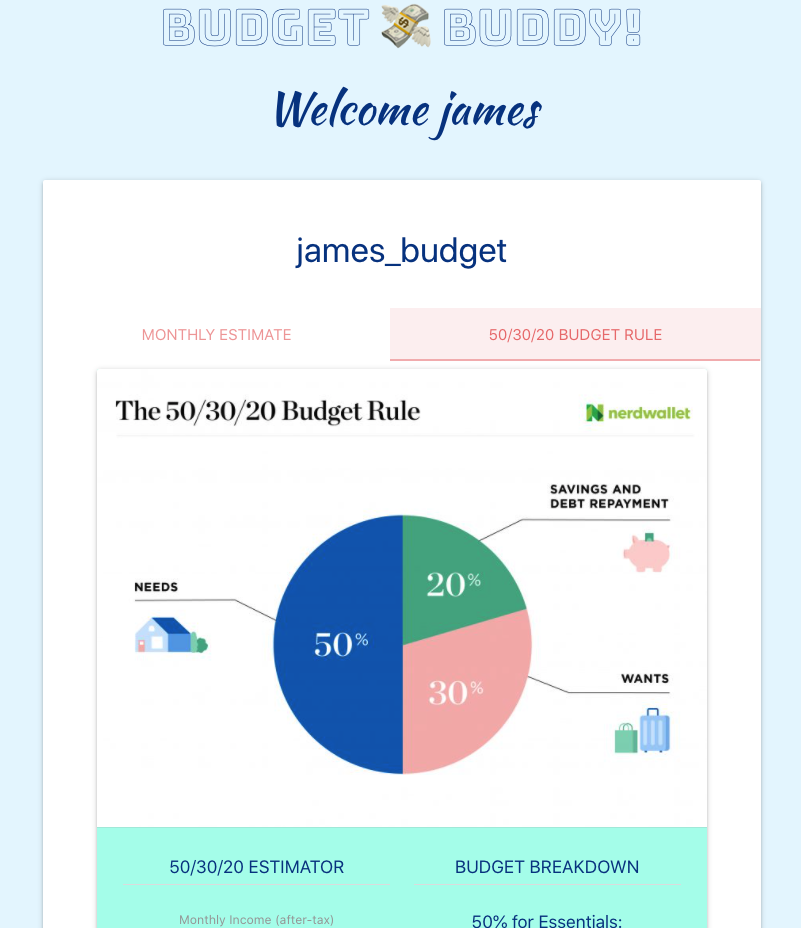 BUDGET 💸 BUDDY!
Welcome james
james_budget
MONTHLY ESTIMATE
50/30/20 BUDGET RULE
The 50/30/20 Budget Rule
nerdwallet
SAVINGS AND
DEBT REPAYMENT
20%
NEEDS
50%
WANTS
30%
50/30/20 ESTIMATOR
BUDGET BREAKDOWN
Monthly Income (after-tax)
50% for Essentials: